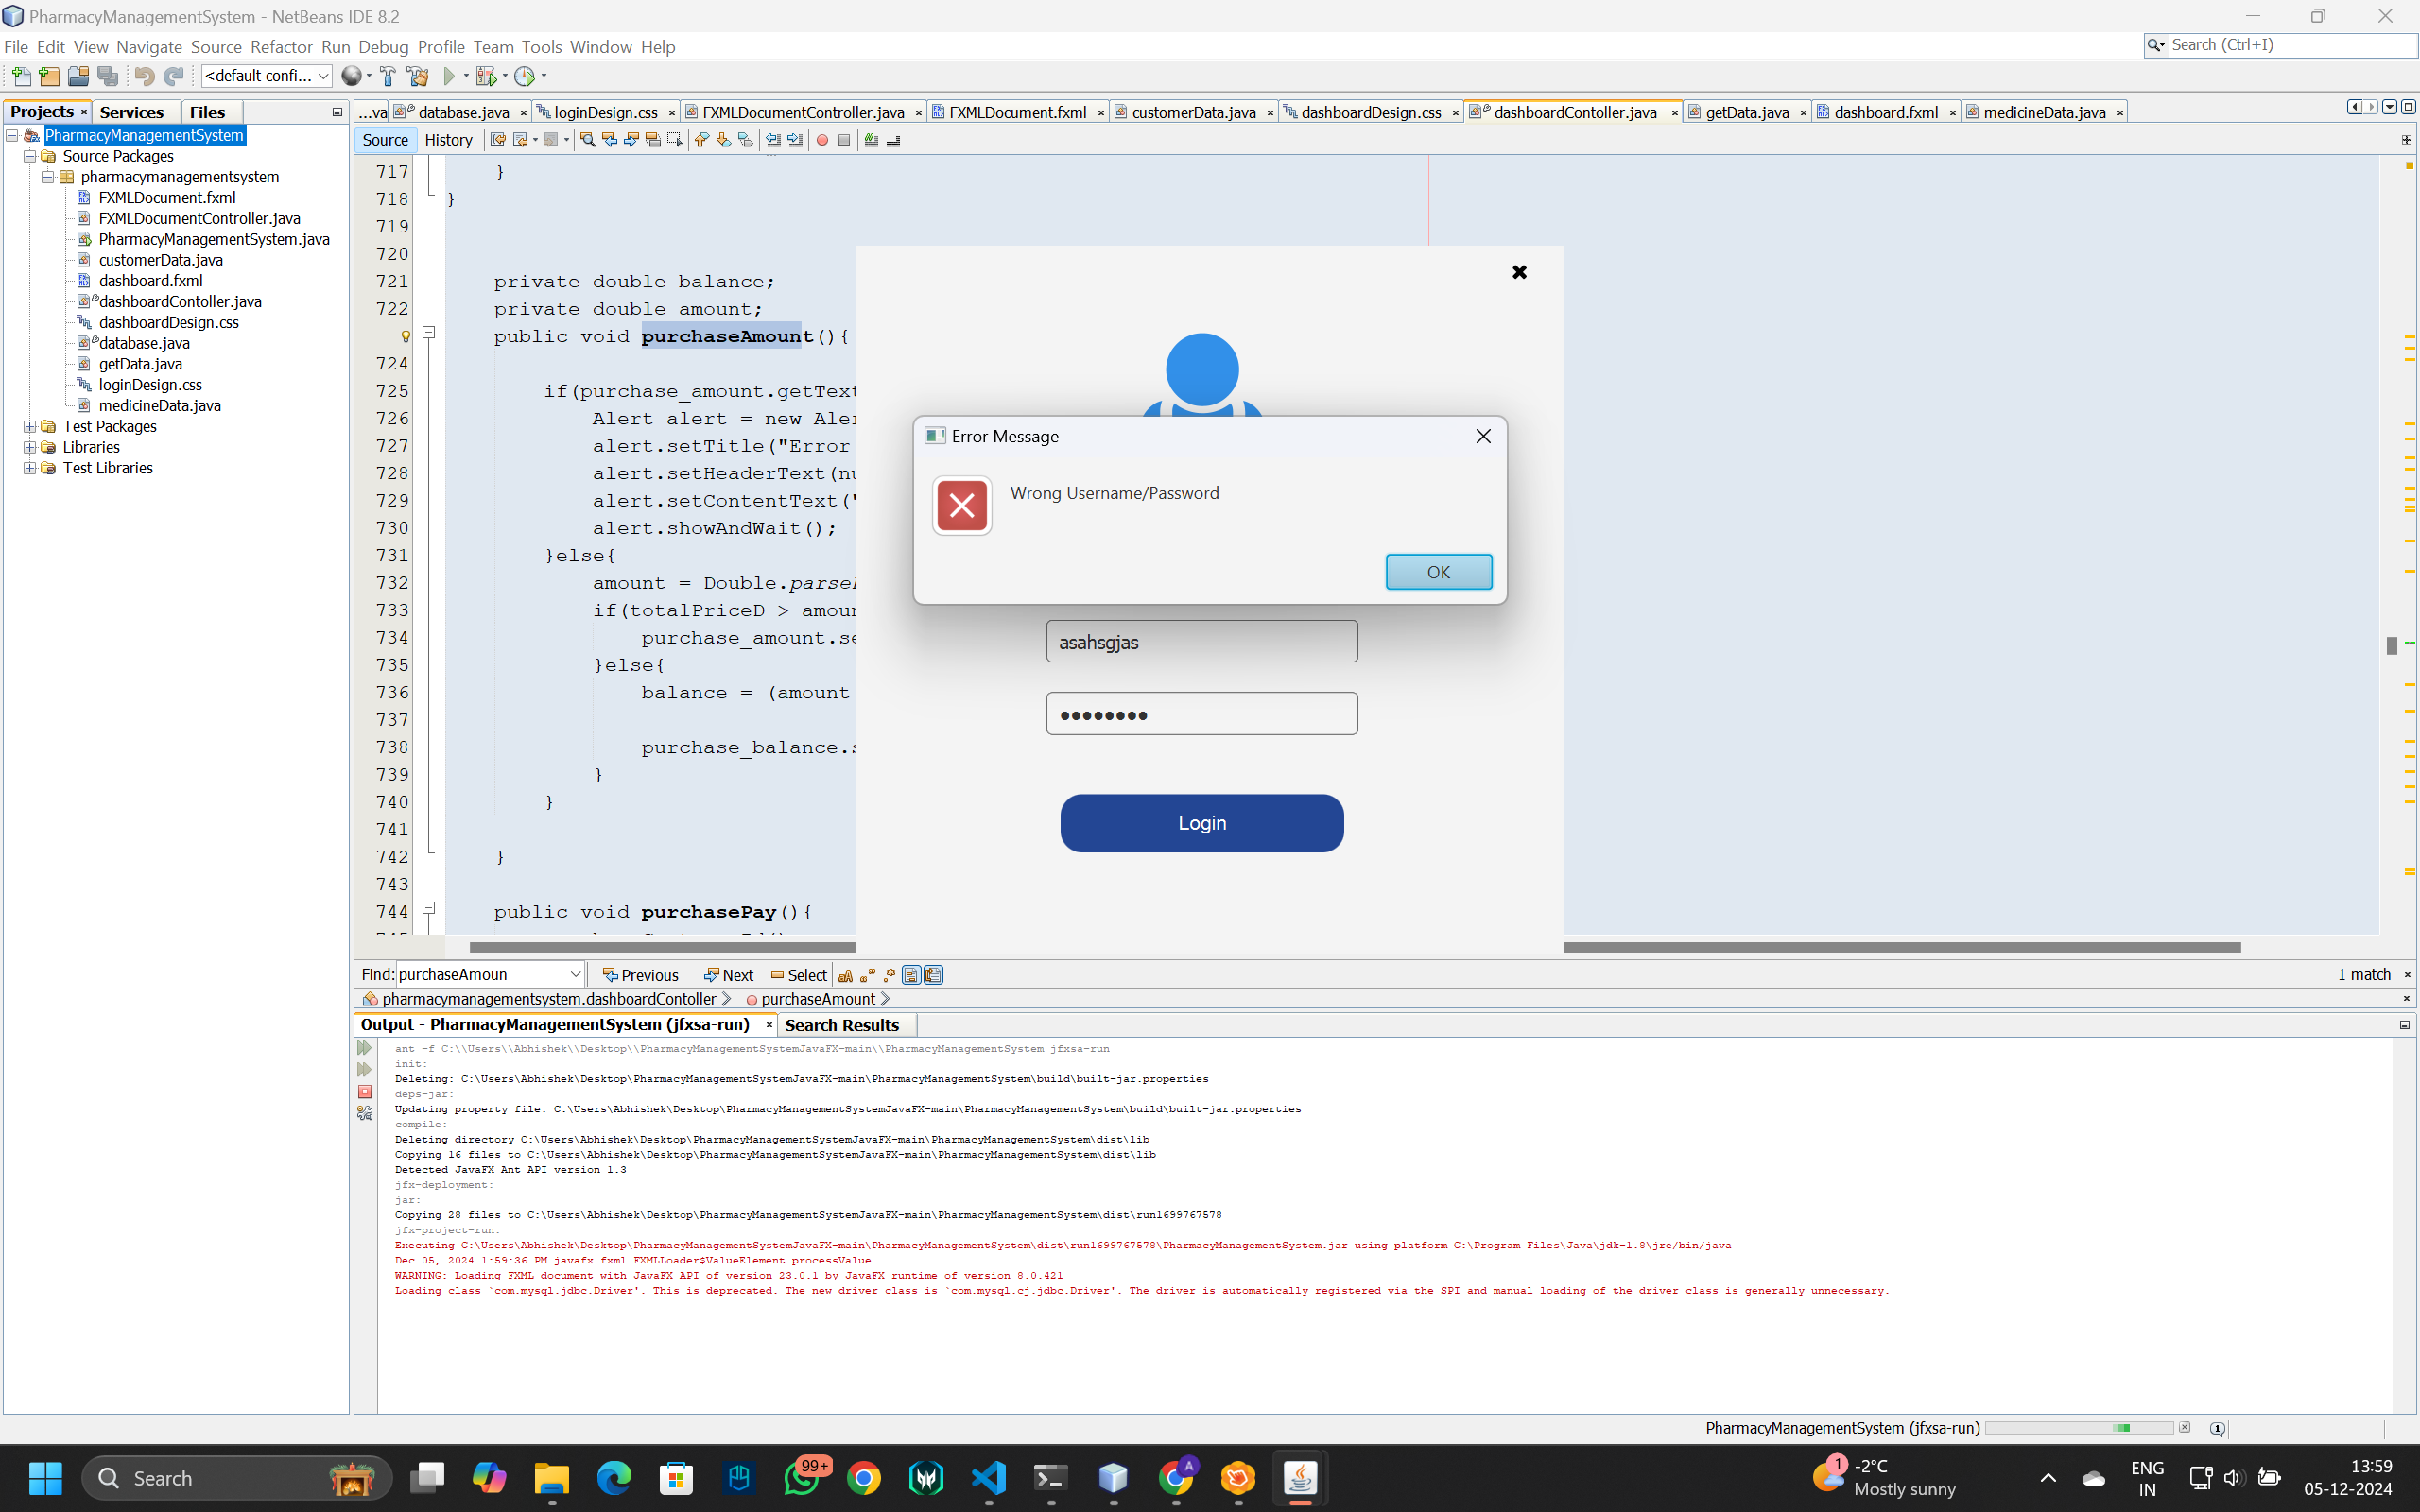 PharmacyManagementSystem - NetBeans IDE 8.2
File Edit View Navigate Source Refactor Run Debug Profile Team Tools Window Help
Search (Ctrl+I)
<default confi...
Projects Services Files
...va database.java loginDesign.css FXMLDocumentController.java FXMLDocument.fxml customerData.java dashboardDesign.css dashboardContoller.java getData.java dashboard.fxml medicineData.java
Source History
PharmacyManagementSystem
Source Packages
pharmacymanagementsystem
FXMLDocument.fxml
FXMLDocumentController.java
PharmacyManagementSystem.java
customerData.java
dashboard.fxml
dashboardContoller.java
dashboardDesign.css
database.java
getData.java
loginDesign.css
medicineData.java
Test Packages
Libraries
Test Libraries
717 }
718 }
719
720
721 private double balance;
722 private double amount;
public void purchaseAmount(){
724
725 if(purchase_amount.getText
726 Alert alert = new Aler
727 alert.setTitle("Error
728 alert.setHeaderText(nu
729 alert.setContentText("
730 alert.showAndWait();
731 }else{
732 amount = Double.parse
733 if(totalPriceD > amoun
734 purchase_amount.se
735 }else{
736 balance = (amount
737
738 purchase_balance.s
739 }
740 }
741
742 }
743
744 public void purchasePay(){
Error Message
Wrong Username/Password
OK
asahsgjas
Login
Find: purchaseAmoun Previous Next Select 1 match
pharmacymanagementsystem.dashboardContoller purchaseAmount
Output - PharmacyManagementSystem (jfxsa-run) Search Results
ant -f C:\\Users\\Abhishek\\Desktop\\PharmacyManagementSystemJavaFX-main\\PharmacyManagementSystem jfxsa-run
init:
Deleting: C:\Users\Abhishek\Desktop\PharmacyManagementSystemJavaFX-main\PharmacyManagementSystem\build\built-jar.properties
deps-jar:
Updating property file: C:\Users\Abhishek\Desktop\PharmacyManagementSystemJavaFX-main\PharmacyManagementSystem\build\built-jar.properties
compile:
Deleting directory C:\Users\Abhishek\Desktop\PharmacyManagementSystemJavaFX-main\PharmacyManagementSystem\dist\lib
Copying 16 files to C:\Users\Abhishek\Desktop\PharmacyManagementSystemJavaFX-main\PharmacyManagementSystem\dist\lib
Detected JavaFX Ant API version 1.3
jfx-deployment:
jar:
Copying 28 files to C:\Users\Abhishek\Desktop\PharmacyManagementSystemJavaFX-main\PharmacyManagementSystem\dist\run1699767578
jfx-project-run:
Executing C:\Users\Abhishek\Desktop\PharmacyManagementSystemJavaFX-main\PharmacyManagementSystem\dist\run1699767578\PharmacyManagementSystem.jar using platform C:\Program Files\Java\jdk-1.8\jre/bin/java
Dec 05, 2024 1:59:36 PM javafx.fxml.FXMLLoader$ValueElement processValue
WARNING: Loading FXML document with JavaFX API of version 23.0.1 by JavaFX runtime of version 8.0.421
Loading class `com.mysql.jdbc.Driver'. This is deprecated. The new driver class is `com.mysql.cj.jdbc.Driver'. The driver is automatically registered via the SPI and manual loading of the driver class is generally unnecessary.
PharmacyManagementSystem (jfxsa-run)
Search
99+
A
1
-2°C
Mostly sunny
ENG
IN
13:59
05-12-2024